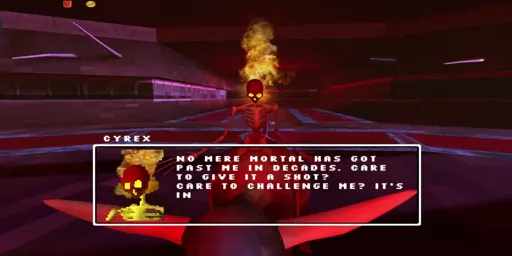 CYREX
NO MERE MORTAL HAS GOT
PAST ME IN DECADES. CARE
TO GIVE IT A SHOT?
CARE TO CHALLENGE ME? IT'S
IN